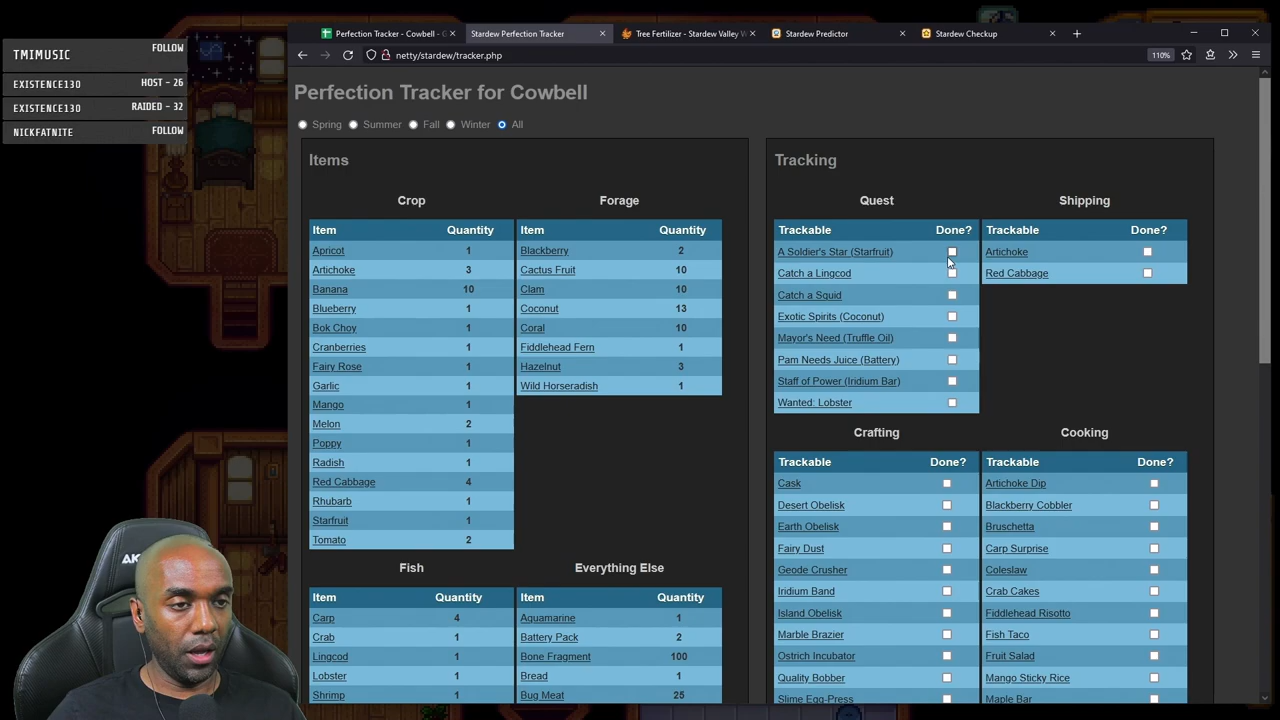 TMIMUSIC FOLLOW
EXISTENCE130 HOST - 26
EXISTENCE130 RAIDED - 32
NICKFATNITE FOLLOW
Perfection Tracker - Cowbell - G
Stardew Perfection Tracker
Tree Fertilizer - Stardew Valley W
Stardew Predictor
Stardew Checkup
netty/stardew/tracker.php
110%
Perfection Tracker for Cowbell
Spring Summer Fall Winter All
Items
Crop
Item Quantity
Apricot 1
Artichoke 3
Banana 10
Blueberry 1
Bok Choy 1
Cranberries 1
Fairy Rose 1
Garlic 1
Mango 1
Melon 2
Poppy 1
Radish 1
Red Cabbage 4
Rhubarb 1
Starfruit 1
Tomato 2
Forage
Item Quantity
Blackberry 2
Cactus Fruit 10
Clam 10
Coconut 13
Coral 10
Fiddlehead Fern 1
Hazelnut 3
Wild Horseradish 1
Fish
Item Quantity
Carp 4
Crab 1
Lingcod 1
Lobster 1
Shrimp 1
Everything Else
Item Quantity
Aquamarine 1
Battery Pack 2
Bone Fragment 100
Bread 1
Bug Meat 25
Tracking
Quest
Trackable Done?
A Soldier's Star (Starfruit)
Catch a Lingcod
Catch a Squid
Exotic Spirits (Coconut)
Mayor's Need (Truffle Oil)
Pam Needs Juice (Battery)
Staff of Power (Iridium Bar)
Wanted: Lobster
Shipping
Trackable Done?
Artichoke
Red Cabbage
Crafting
Trackable Done?
Cask
Desert Obelisk
Earth Obelisk
Fairy Dust
Geode Crusher
Iridium Band
Island Obelisk
Marble Brazier
Ostrich Incubator
Quality Bobber
Slime Egg-Press
Cooking
Trackable Done?
Artichoke Dip
Blackberry Cobbler
Bruschetta
Carp Surprise
Coleslaw
Crab Cakes
Fiddlehead Risotto
Fish Taco
Fruit Salad
Mango Sticky Rice
Maple Bar